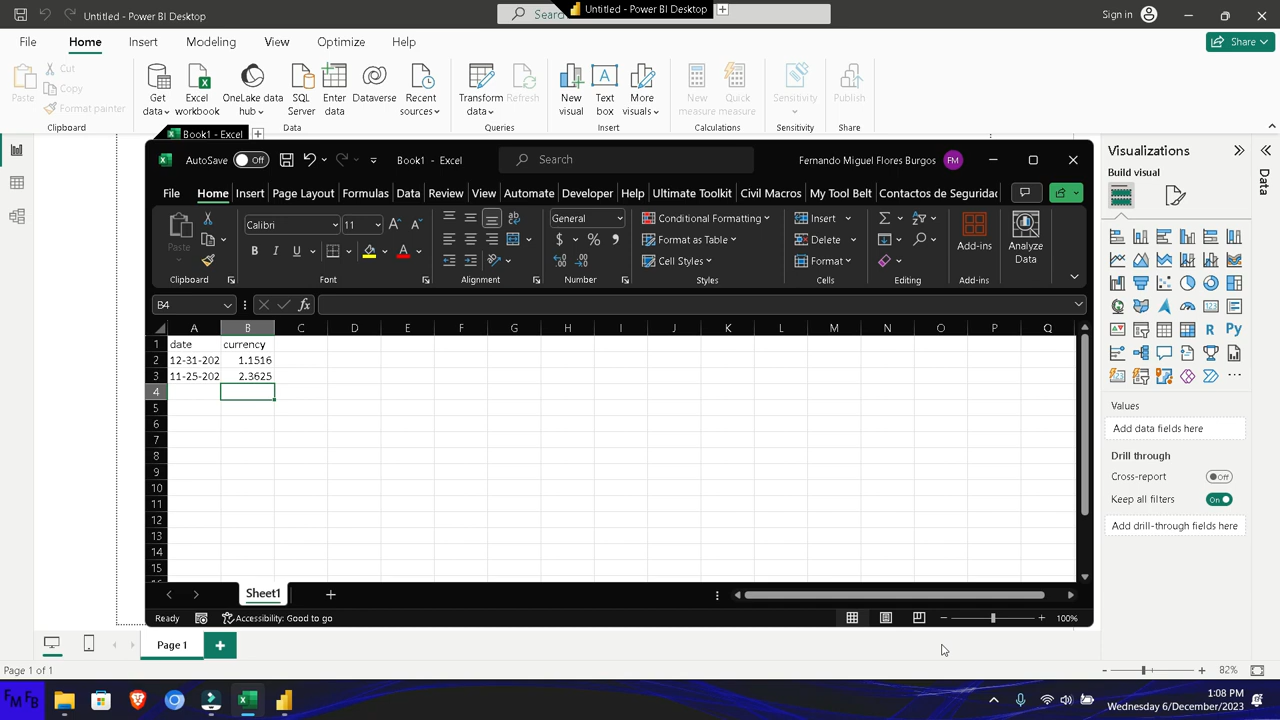 Untitled - Power BI Desktop
Untitled - Power BI Desktop
Sign in
File Home Insert Modeling View Optimize Help
Share
Paste
Cut
Copy
Format painter
Get data
Excel workbook
OneLake data hub
SQL Server
Enter data
Dataverse
Recent sources
Transform data
Refresh
New visual
Text box
More visuals
New measure
Quick measure
Sensitivity
Publish
Clipboard Data Queries Insert Calculations Sensitivity Share
Book1 - Excel
AutoSave Off
Book1 - Excel
Search
Fernando Miguel Flores Burgos FM
File Home Insert Page Layout Formulas Data Review View Automate Developer Help Ultimate Toolkit Civil Macros My Tool Belt Contactos de Seguridad
Paste
Calibri 11
General
Conditional Formatting
Format as Table
Cell Styles
Insert
Delete
Format
Add-ins
Analyze Data
Clipboard Font Alignment Number Styles Cells Editing Add-ins
B4 fx
A B C D E F G H I J K L M N O P Q
1 date currency
2 12-31-202 1.1516
3 11-25-202 2.3625
4
5
6
7
8
9
10
11
12
13
14
15
Sheet1
Ready Accessibility: Good to go 100%
Visualizations
Build visual
Data
R
Py
123
Values
Add data fields here
Drill through
Cross-report Off
Keep all filters On
Add drill-through fields here
Page 1
Page 1 of 1
82%
FM FB
1:08 PM
Wednesday 6/December/2023